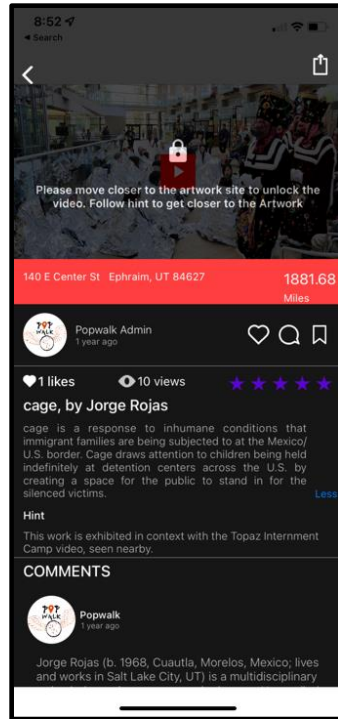 8:52
◀ Search
Please move closer to the artwork site to unlock the
video. Follow hint to get closer to the Artwork
140 E Center St Ephraim, UT 84627
1881.68
Miles
POP
WALK
Popwalk Admin
1 year ago
1 likes
10 views
cage, by Jorge Rojas
cage is a response to inhumane conditions that
immigrant families are being subjected to at the Mexico/
U.S. border. Cage draws attention to children being held
indefinitely at detention centers across the U.S. by
creating a space for the public to stand in for the
silenced victims.
Less
Hint
This work is exhibited in context with the Topaz Internment
Camp video, seen nearby.
COMMENTS
POP
WALK
Popwalk
1 year ago
Jorge Rojas (b. 1968, Cuautla, Morelos, Mexico; lives
and works in Salt Lake City, UT) is a multidisciplinary